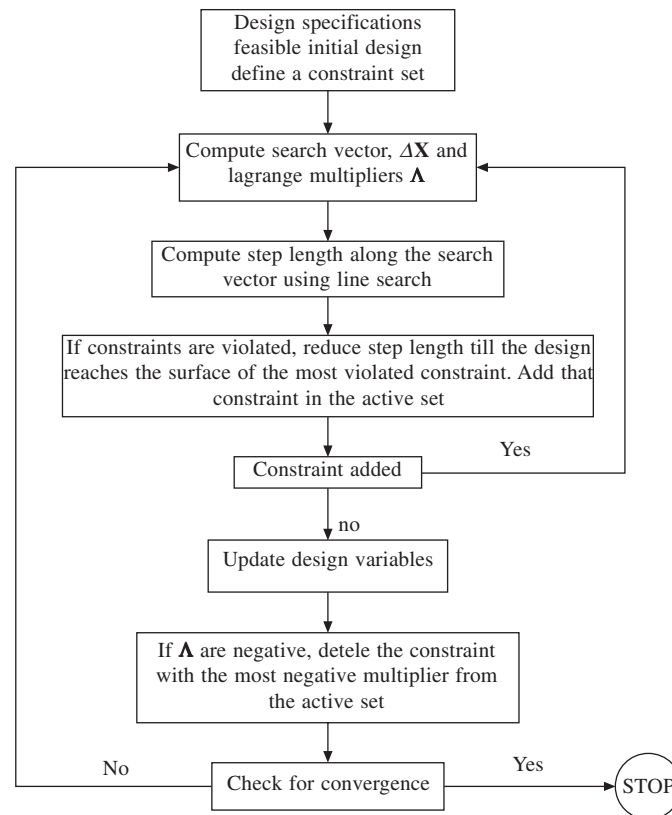 Design specifications
feasible initial design
define a constraint set
Compute search vector, ΔX and
lagrange multipliers Λ
Compute step length along the search
vector using line search
If constraints are violated, reduce step length till the design
reaches the surface of the most violated constraint. Add that
constraint in the active set
Constraint added
Yes
no
Update design variables
If Λ are negative, detele the constraint
with the most negative multiplier from
the active set
No
Check for convergence
Yes
STOP